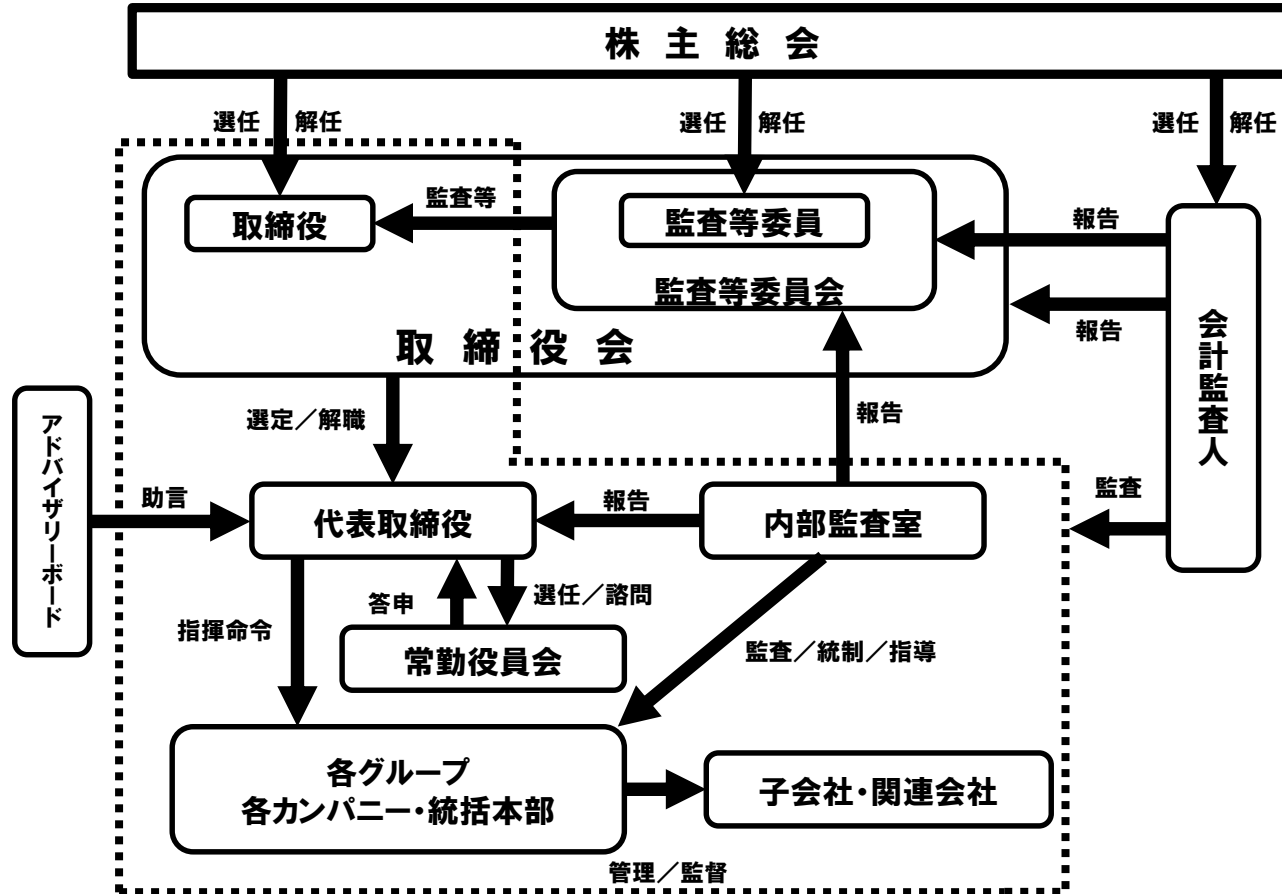 株主総会
選任
解任
選任
解任
選任
解任
取締役
監査等
監査等委員
監査等委員会
取締役会
報告
報告
会計監査人
監査
アドバイザリーボード
選定／解職
報告
助言
代表取締役
報告
内部監査室
答申
選任／諮問
指揮命令
常勤役員会
監査／統制／指導
各グループ
各カンパニー・統括本部
子会社・関連会社
管理／監督